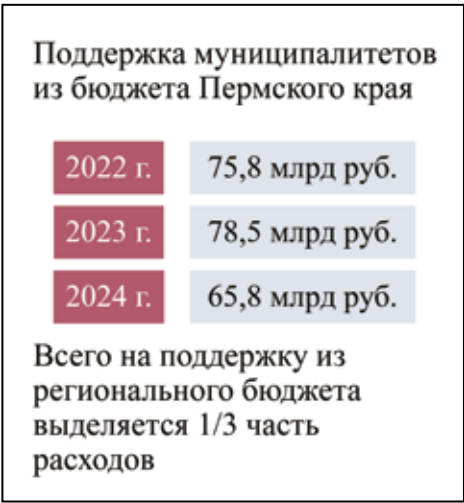 Поддержка муниципалитетов
из бюджета Пермского края
2022 г. 75,8 млрд руб.
2023 г. 78,5 млрд руб.
2024 г. 65,8 млрд руб.
Всего на поддержку из
регионального бюджета
выделяется 1/3 часть
расходов